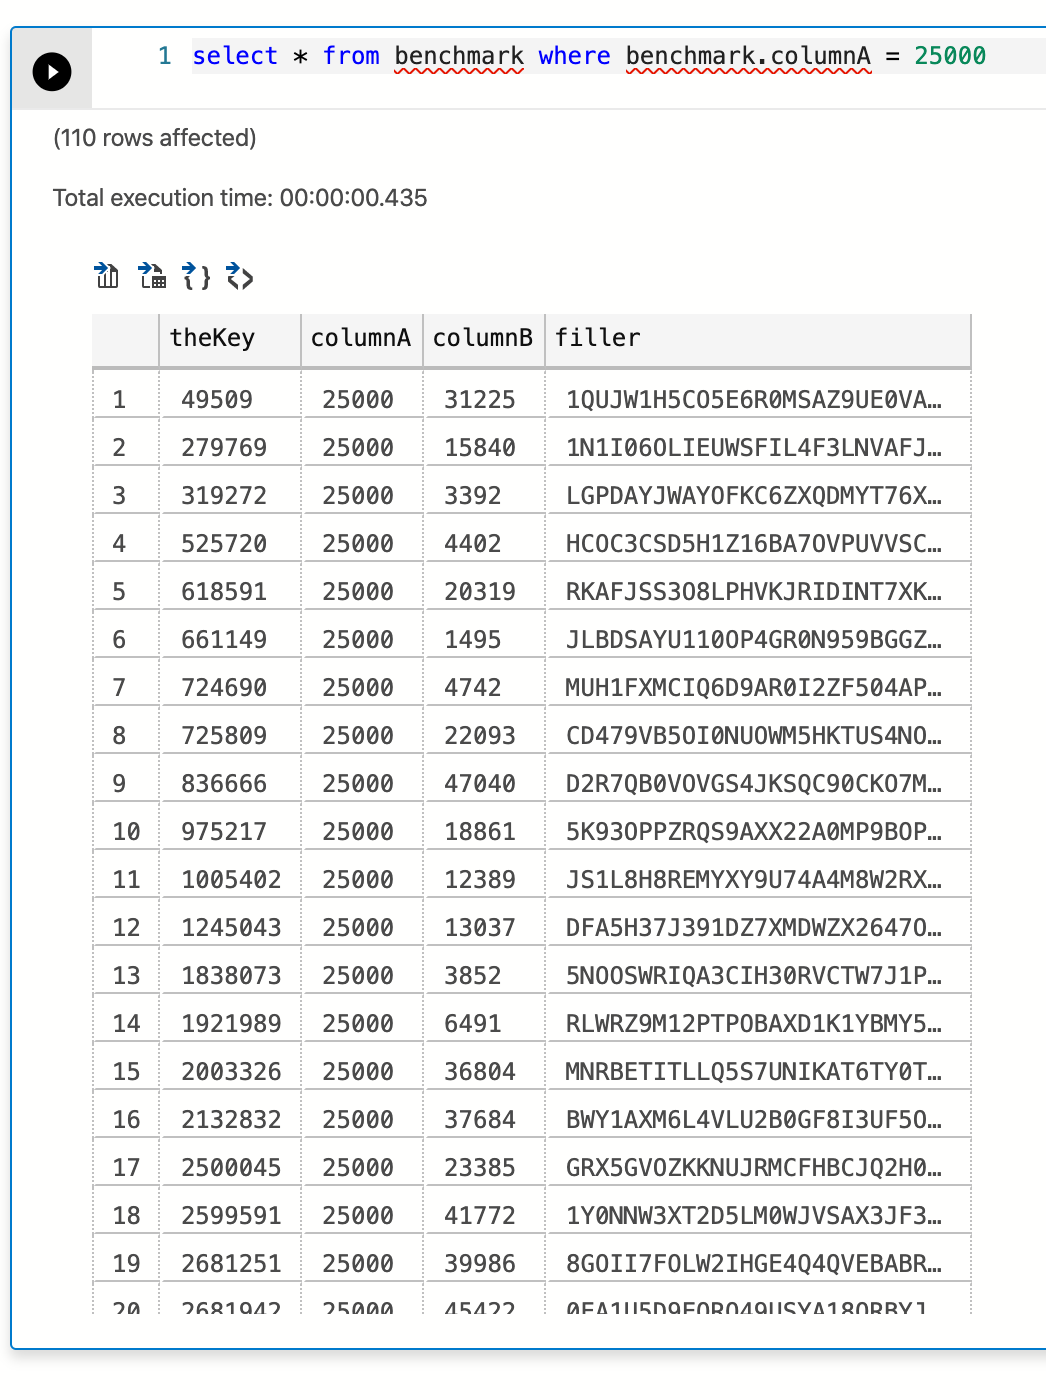 1 select * from benchmark where benchmark.columnA = 25000
(110 rows affected)
Total execution time: 00:00:00.435
theKey columnA columnB filler
1 49509 25000 31225 1QUJW1H5CO5E6R0MSAZ9UE0VA…
2 279769 25000 15840 1N1I06OLIEUWSFIL4F3LNVAFJ…
3 319272 25000 3392 LGPDAYJWAYOFKC6ZXQDMYT76X…
4 525720 25000 4402 HCOC3CSD5H1Z16BA7OVPUVVSC…
5 618591 25000 20319 RKAFJSS3O8LPHVKJRIDINT7XK…
6 661149 25000 1495 JLBDSAYU110OP4GR0N959BGGZ…
7 724690 25000 4742 MUH1FXMCIQ6D9AR0I2ZF504AP…
8 725809 25000 22093 CD479VB5OI0NUOWM5HKTUS4NO…
9 836666 25000 47040 D2R7QB0VOVGS4JKSQC90CKO7M…
10 975217 25000 18861 5K93OPPZRQS9AXX22A0MP9BOP…
11 1005402 25000 12389 JS1L8H8REMYXY9U74A4M8W2RX…
12 1245043 25000 13037 DFA5H37J391DZ7XMDWZX2647O…
13 1838073 25000 3852 5NOOSWRIQA3CIH30RVCTW7J1P…
14 1921989 25000 6491 RLWRZ9M12PTPOBAXD1K1YBMY5…
15 2003326 25000 36804 MNRBETITLLQ5S7UNIKAT6TY0T…
16 2132832 25000 37684 BWY1AXM6L4VLU2B0GF8I3UF5O…
17 2500045 25000 23385 GRX5GVOZKKNUJRMCFHBCJQ2H0…
18 2599591 25000 41772 1Y0NNW3XT2D5LM0WJVSAX3JF3…
19 2681251 25000 39986 8GOII7FOLW2IHGE4Q4QVEBABR…
20 2681942 25000 45422